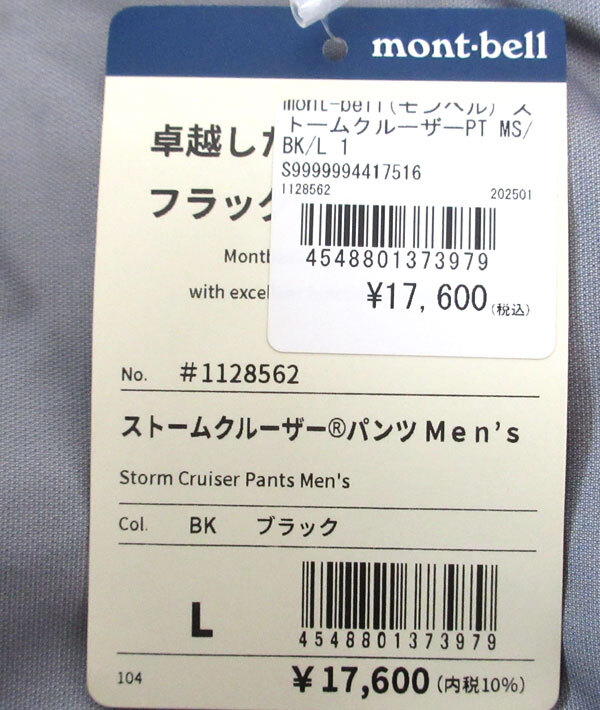 mont-bell
mont-bell(モンベル) ス
トームクルーザーPT MS/
BK/L 1
S9999994417516
1128562 202501
4548801373979
¥17,600(税込)
卓越した
フラッグ
with
No. #1128562
ストームクルーザー®パンツ Men's
Storm Cruiser Pants Men's
Col. BK ブラック
L
4548801373979
104 ¥17,600(内税10%)